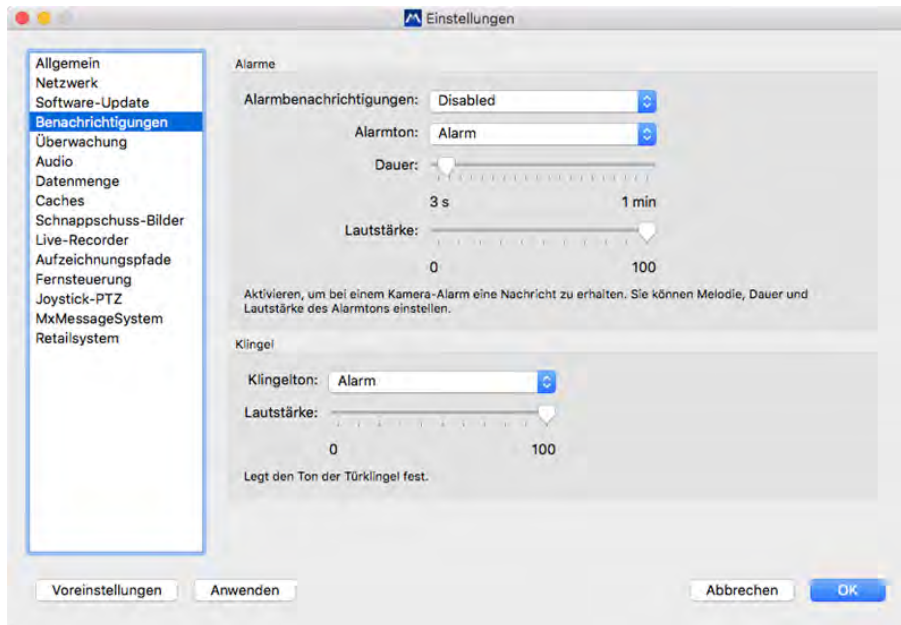 Einstellungen
Allgemein
Netzwerk
Software-Update
Benachrichtigungen
Überwachung
Audio
Datenmenge
Caches
Schnappschuss-Bilder
Live-Recorder
Aufzeichnungspfade
Fernsteuerung
Joystick-PTZ
MxMessageSystem
Retailsystem
Alarme
Alarmbenachrichtigungen: Disabled
Alarmton: Alarm
Dauer:
3 s 1 min
Lautstärke:
0 100
Aktivieren, um bei einem Kamera-Alarm eine Nachricht zu erhalten. Sie können Melodie, Dauer und
Lautstärke des Alarmtons einstellen.
Klingel
Klingelton: Alarm
Lautstärke:
0 100
Legt den Ton der Türklingel fest.
Voreinstellungen Anwenden Abbrechen OK